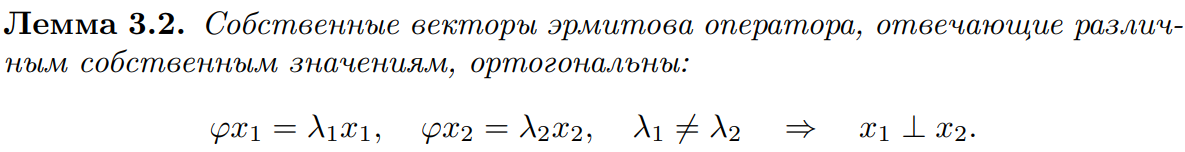 Лемма 3.2. Собственные векторы эрмитова оператора, отвечающие различ-
ным собственным значениям, ортогональны:
φx₁ = λ₁x₁, φx₂ = λ₂x₂, λ₁ ≠ λ₂ ⇒ x₁ ⊥ x₂.